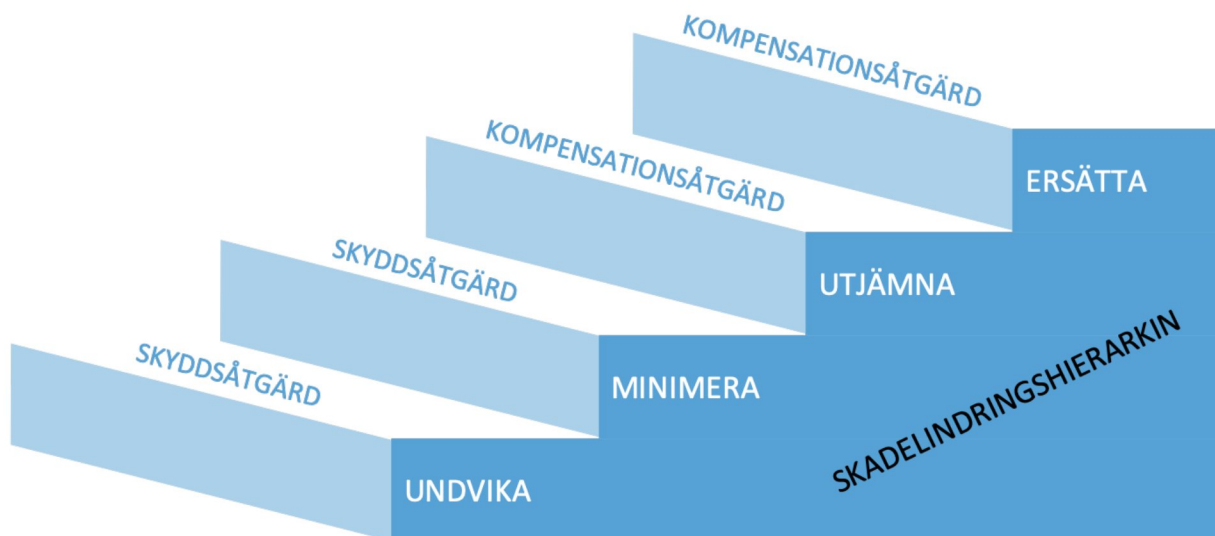 KOMPENSATIONSÅTGÄRD
ERSÄTTA
KOMPENSATIONSÅTGÄRD
UTJÄMNA
SKYDDSÅTGÄRD
MINIMERA
SKYDDSÅTGÄRD
UNDVIKA
SKADELINDRINGSHIERARKIN